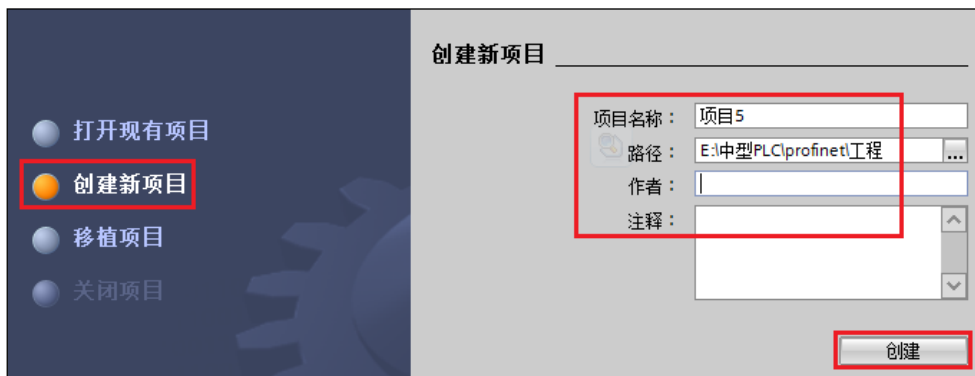 创建新项目
打开现有项目
创建新项目
移植项目
关闭项目
项目名称：
项目5
路径：
E:\中型PLC\profinet\工程
...
作者：
注释：
创建